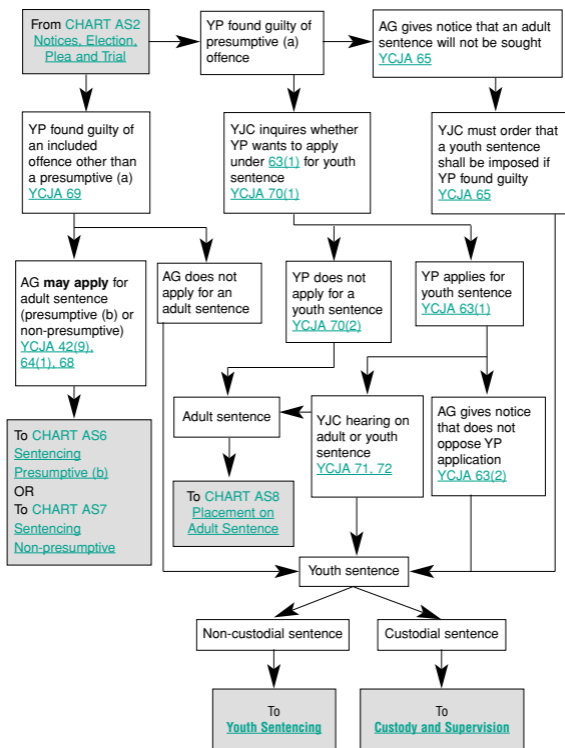 From CHART AS2
Notices, Election,
Plea and Trial
YP found guilty of
presumptive (a)
offence
AG gives notice that an adult
sentence will not be sought
YCJA 65
YP found guilty of
an included
offence other than
a presumptive (a)
YCJA 69
YJC inquires whether
YP wants to apply
under 63(1) for youth
sentence
YCJA 70(1)
YJC must order that
a youth sentence
shall be imposed if
YP found guilty
YCJA 65
AG may apply for
adult sentence
(presumptive (b) or
non-presumptive)
YCJA 42(9),
64(1), 68
AG does not
apply for an
adult sentence
YP does not
apply for a
youth sentence
YCJA 70(2)
YP applies for
youth sentence
YCJA 63(1)
Adult sentence
YJC hearing on
adult or youth
sentence
YCJA 71, 72
AG gives notice
that does not
oppose YP
application
YCJA 63(2)
To CHART AS6
Sentencing
Presumptive (b)
OR
To CHART AS7
Sentencing
Non-presumptive
To CHART AS8
Placement on
Adult Sentence
Youth sentence
Non-custodial sentence
Custodial sentence
To
Youth Sentencing
To
Custody and Supervision